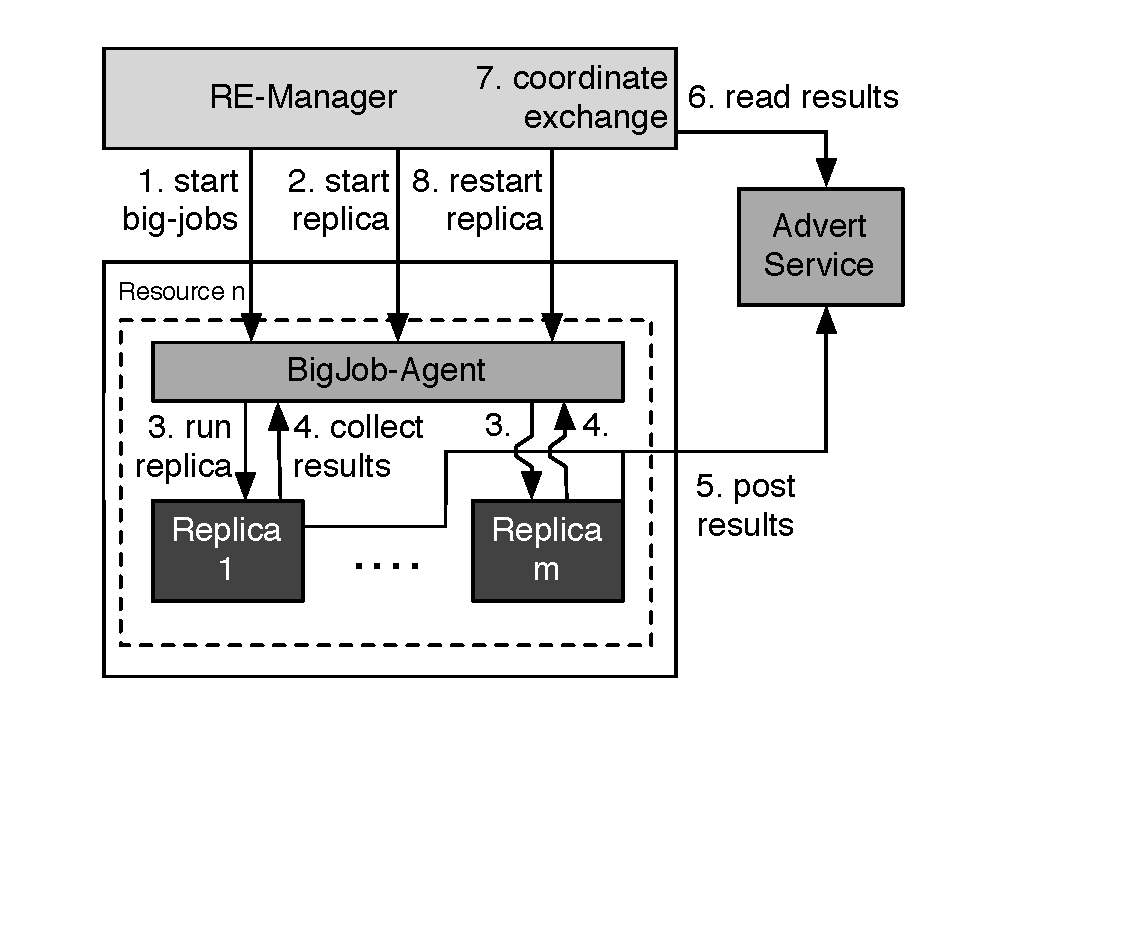 RE-Manager
7. coordinate
exchange
6. read results
1. start
big-jobs
2. start
replica
8. restart
replica
Advert
Service
Resource n
BigJob-Agent
3. run
replica
4. collect
results
3.
4.
5. post
results
Replica
1
....
Replica
m